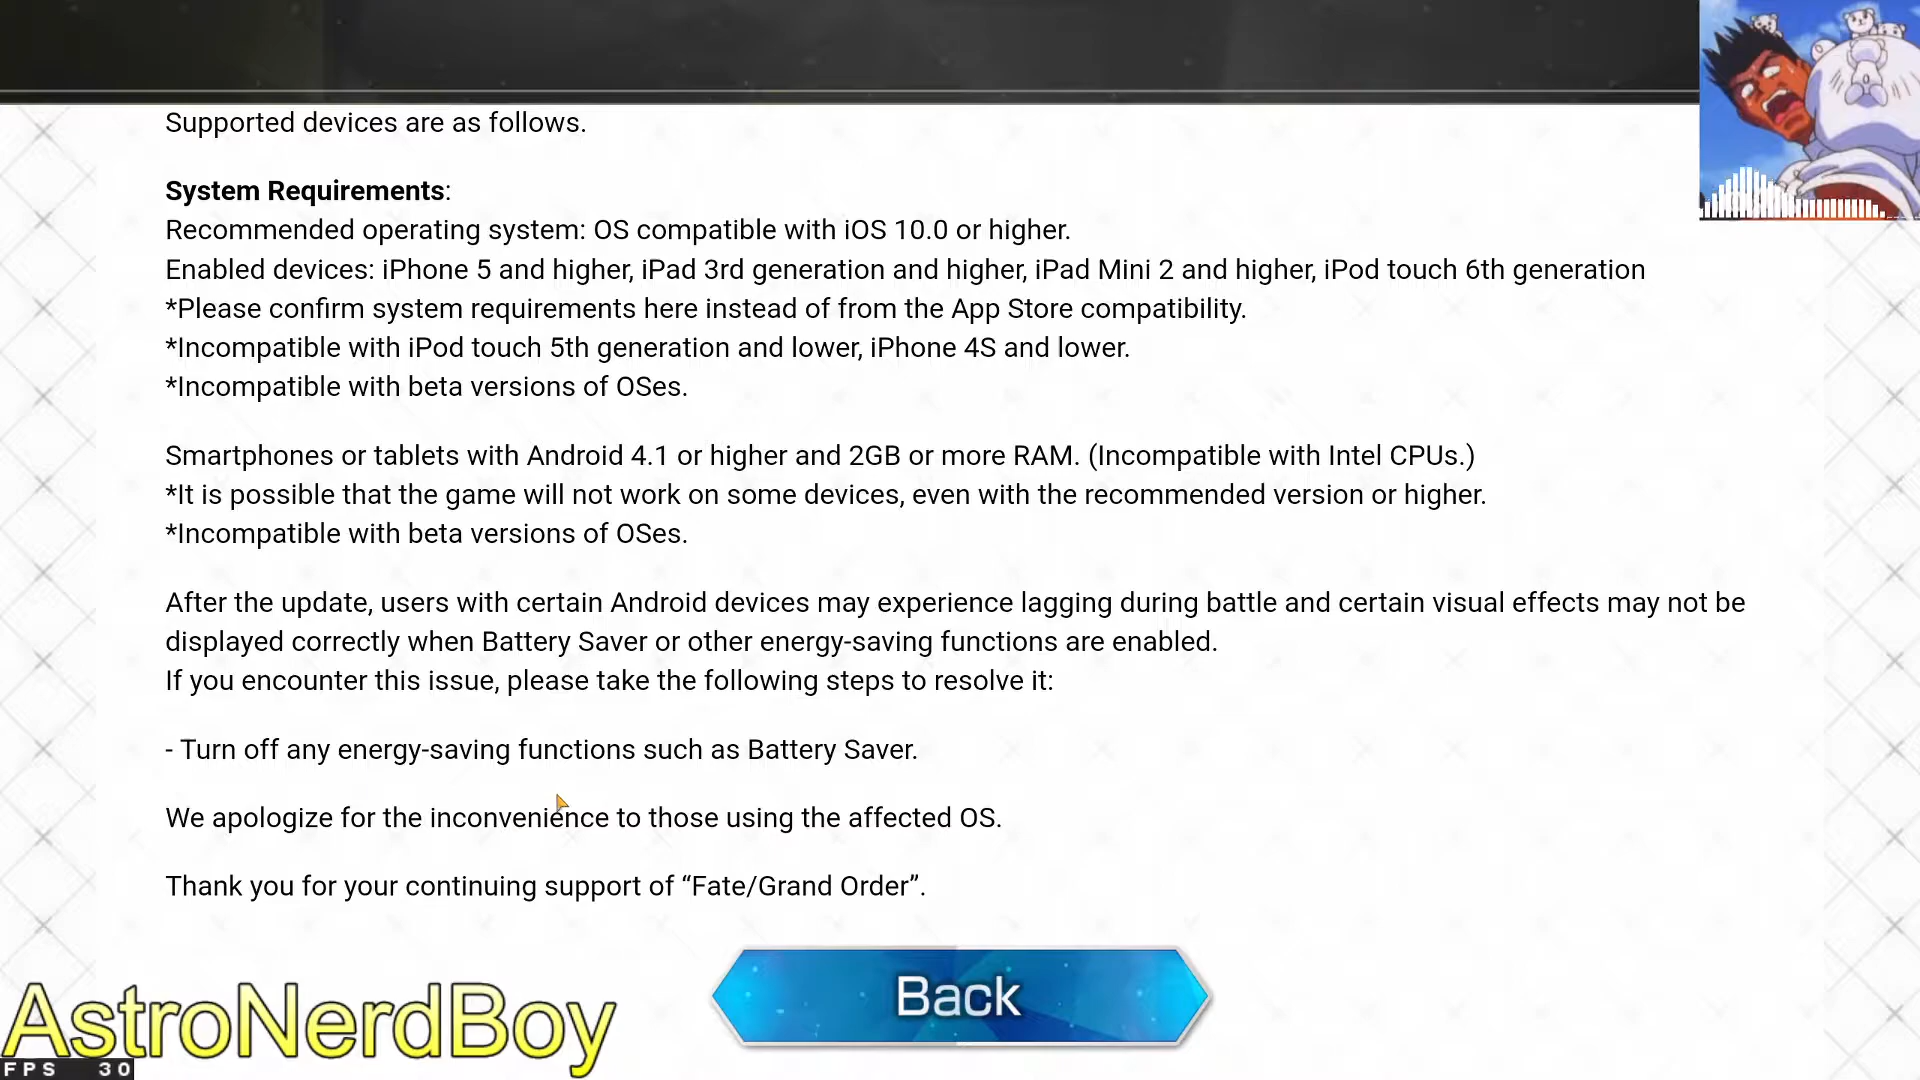 Supported devices are as follows.
System Requirements:
Recommended operating system: OS compatible with iOS 10.0 or higher.
Enabled devices: iPhone 5 and higher, iPad 3rd generation and higher, iPad Mini 2 and higher, iPod touch 6th generation
*Please confirm system requirements here instead of from the App Store compatibility.
*Incompatible with iPod touch 5th generation and lower, iPhone 4S and lower.
*Incompatible with beta versions of OSes.
Smartphones or tablets with Android 4.1 or higher and 2GB or more RAM. (Incompatible with Intel CPUs.)
*It is possible that the game will not work on some devices, even with the recommended version or higher.
*Incompatible with beta versions of OSes.
After the update, users with certain Android devices may experience lagging during battle and certain visual effects may not be
displayed correctly when Battery Saver or other energy-saving functions are enabled.
If you encounter this issue, please take the following steps to resolve it:
- Turn off any energy-saving functions such as Battery Saver.
We apologize for the inconvenience to those using the affected OS.
Thank you for your continuing support of “Fate/Grand Order”.
Back
AstroNerdBoy
FPS 30